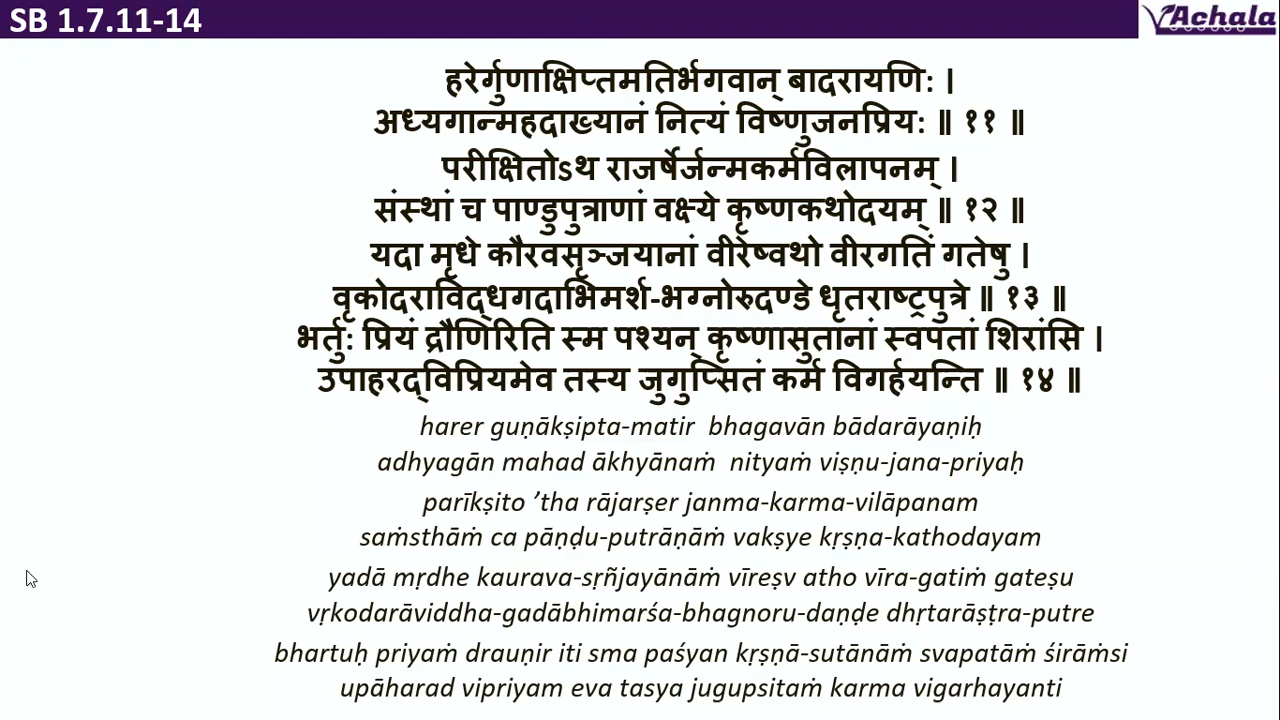 SB 1.7.11-14
Achala
हरेर्गुणाक्षिप्तमतिर्भगवान् बादरायणिः ।
अध्यगान्महदाख्यानं नित्यं विष्णुजनप्रियः ॥ ११ ॥
परीक्षितोऽथ राजर्षेर्जन्मकर्मविलापनम् ।
संस्थां च पाण्डुपुत्राणां वक्ष्ये कृष्णकथोदयम् ॥ १२ ॥
यदा मृधे कौरवसृञ्जयानां वीरेष्वथो वीरगतिं गतेषु ।
वृकोदराविद्धगदाभिमर्श-भग्नोरुदण्डे धृतराष्ट्रपुत्रे ॥ १३ ॥
भर्तुः प्रियं द्रौणिरिति स्म पश्यन् कृष्णासुतानां स्वपतां शिरांसि ।
उपाहरद्विप्रियमेव तस्य जुगुप्सितं कर्म विगर्हयन्ति ॥ १४ ॥
harer guṇākṣipta-matir bhagavān bādarāyaṇiḥ
adhyagān mahad ākhyānaṁ nityaṁ viṣṇu-jana-priyaḥ
parīkṣito ’tha rājarṣer janma-karma-vilāpanam
saṁsthāṁ ca pāṇḍu-putrāṇāṁ vakṣye kṛṣṇa-kathodayam
yadā mṛdhe kaurava-sṛñjayānāṁ vīreṣv atho vīra-gatiṁ gateṣu
vṛkodarāviddha-gadābhimarśa-bhagnoru-daṇḍe dhṛtarāṣṭra-putre
bhartuḥ priyaṁ drauṇir iti sma paśyan kṛṣṇā-sutānāṁ svapatāṁ śirāṁsi
upāharad vipriyam eva tasya jugupsitaṁ karma vigarhayanti